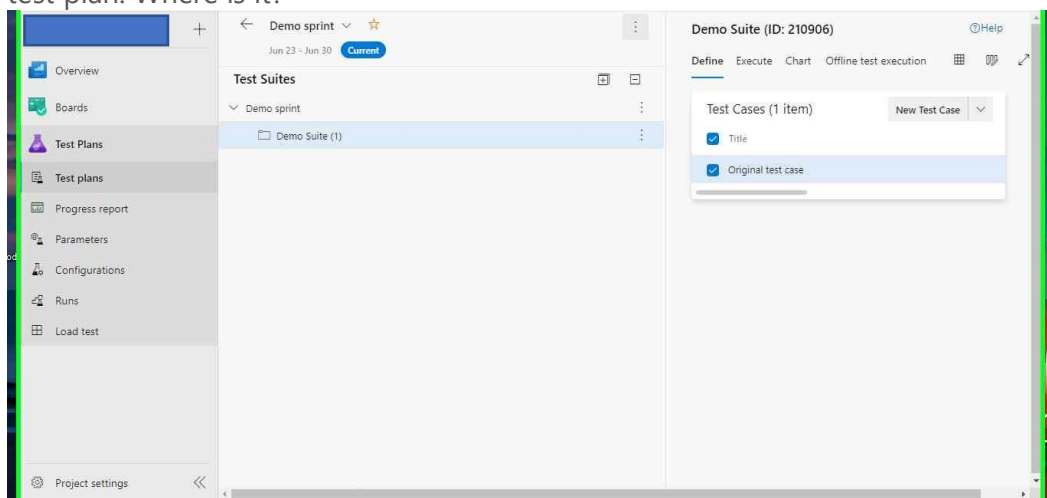 test plan. Where is it?
Demo sprint
Jun 23 - Jun 30 Current
Test Suites
Demo sprint
Demo Suite (1)
Overview
Boards
Test Plans
Test plans
Progress report
Parameters
Configurations
Runs
Load test
Project settings
Demo Suite (ID: 210906)
Help
Define Execute Chart Offline test execution
Test Cases (1 item)
New Test Case
Title
Original test case